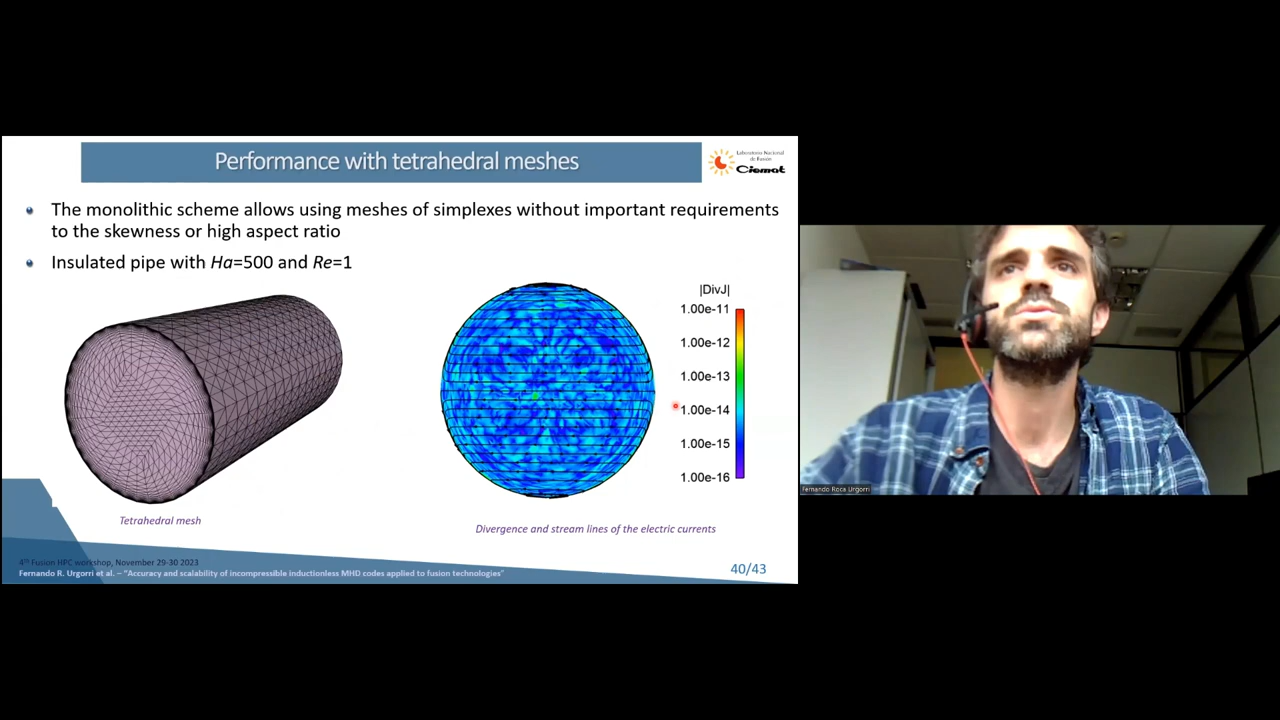 Performance with tetrahedral meshes
Laboratorio Nacional
de Fusión
Ciemat
The monolithic scheme allows using meshes of simplexes without important requirements
to the skewness or high aspect ratio
Insulated pipe with Ha=500 and Re=1
|DivJ|
1.00e-11
1.00e-12
1.00e-13
1.00e-14
1.00e-15
1.00e-16
Tetrahedral mesh
Divergence and stream lines of the electric currents
4th Fusion HPC workshop, November 29-30 2023
Fernando R. Urgorri et al. – "Accuracy and scalability of incompressible inductionless MHD codes applied to fusion technologies"
40/43
Fernando Roca Urgorri